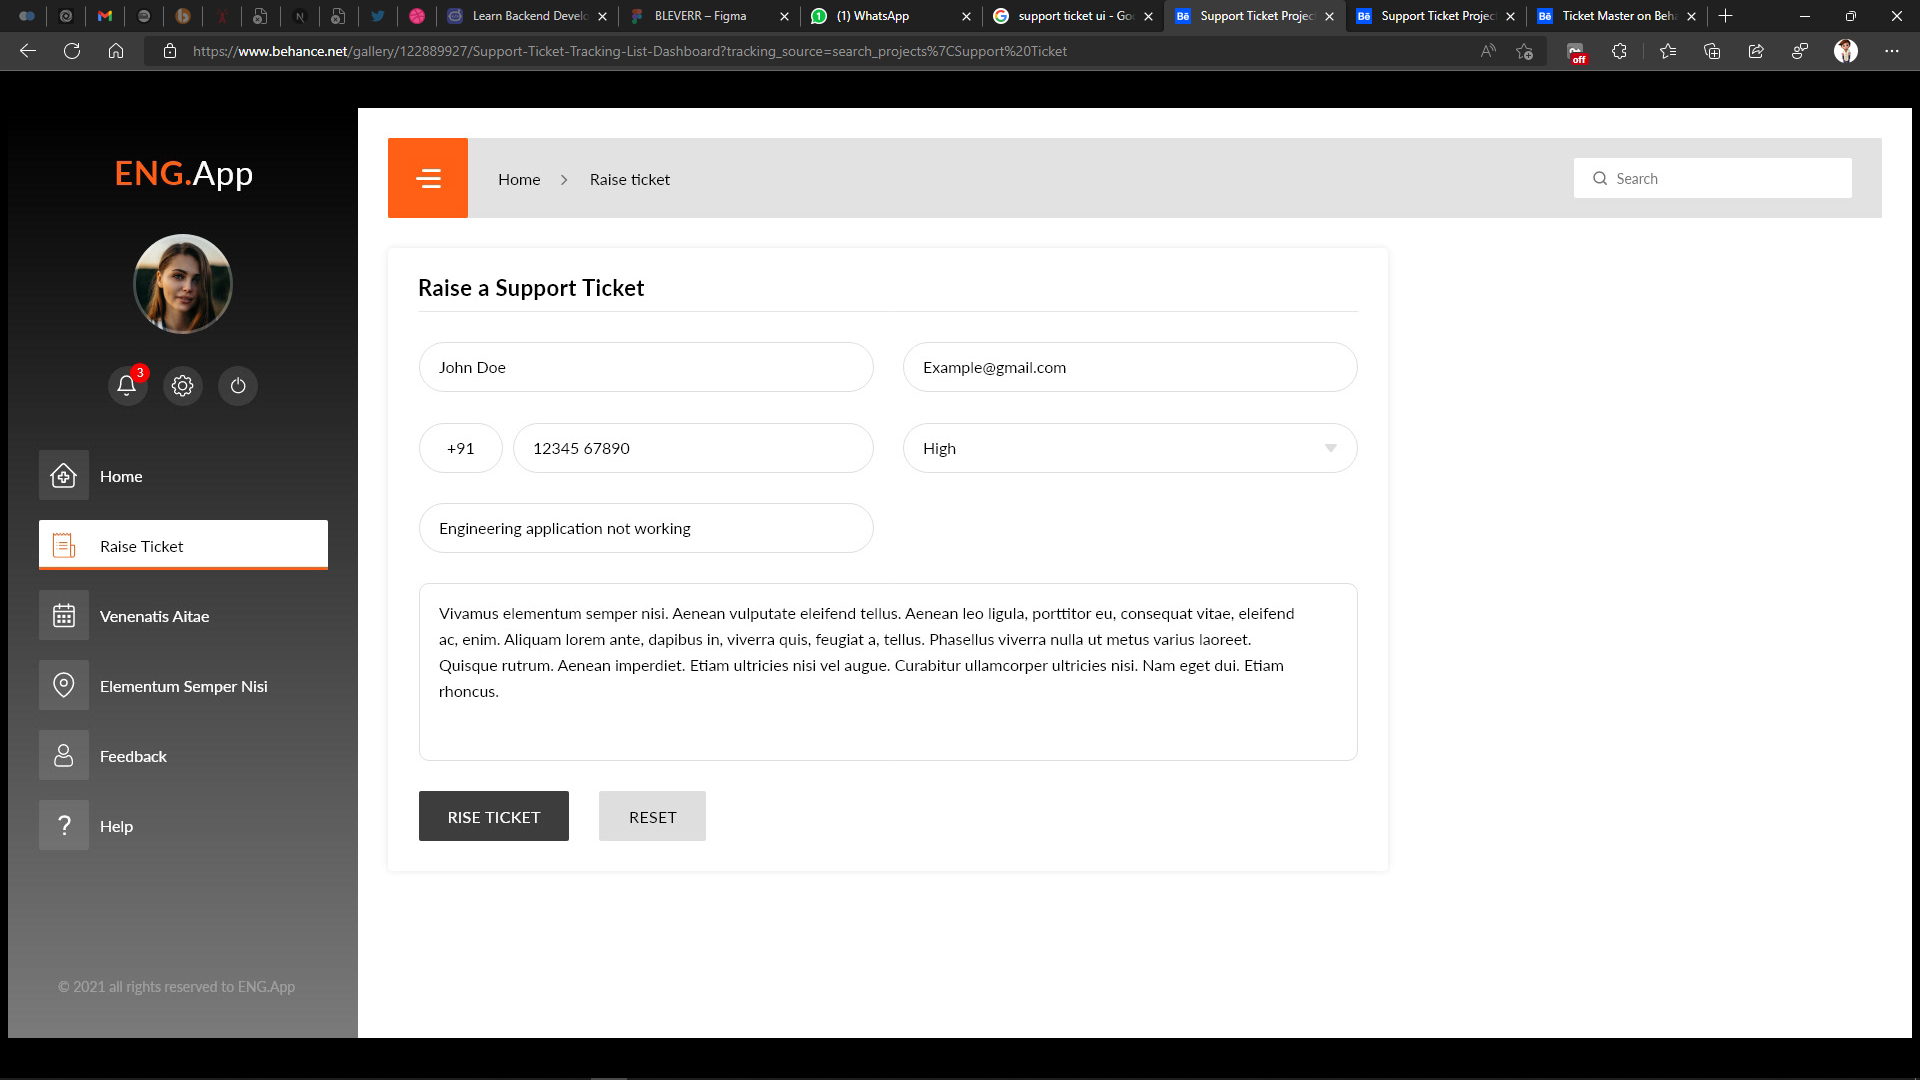 Learn Backend Develo
BLEVERR – Figma
(1) WhatsApp
support ticket ui - Goo
Support Ticket Project
Support Ticket Project
Ticket Master on Beha
https://www.behance.net/gallery/122889927/Support-Ticket-Tracking-List-Dashboard?tracking_source=search_projects%7CSupport%20Ticket
off
ENG.App
3
Home
Raise Ticket
Venenatis Aitae
Elementum Semper Nisi
Feedback
? Help
© 2021 all rights reserved to ENG.App
Home > Raise ticket
Search
Raise a Support Ticket
John Doe
Example@gmail.com
+91
12345 67890
High
Engineering application not working
Vivamus elementum semper nisi. Aenean vulputate eleifend tellus. Aenean leo ligula, porttitor eu, consequat vitae, eleifend
ac, enim. Aliquam lorem ante, dapibus in, viverra quis, feugiat a, tellus. Phasellus viverra nulla ut metus varius laoreet.
Quisque rutrum. Aenean imperdiet. Etiam ultricies nisi vel augue. Curabitur ullamcorper ultricies nisi. Nam eget dui. Etiam
rhoncus.
RISE TICKET
RESET